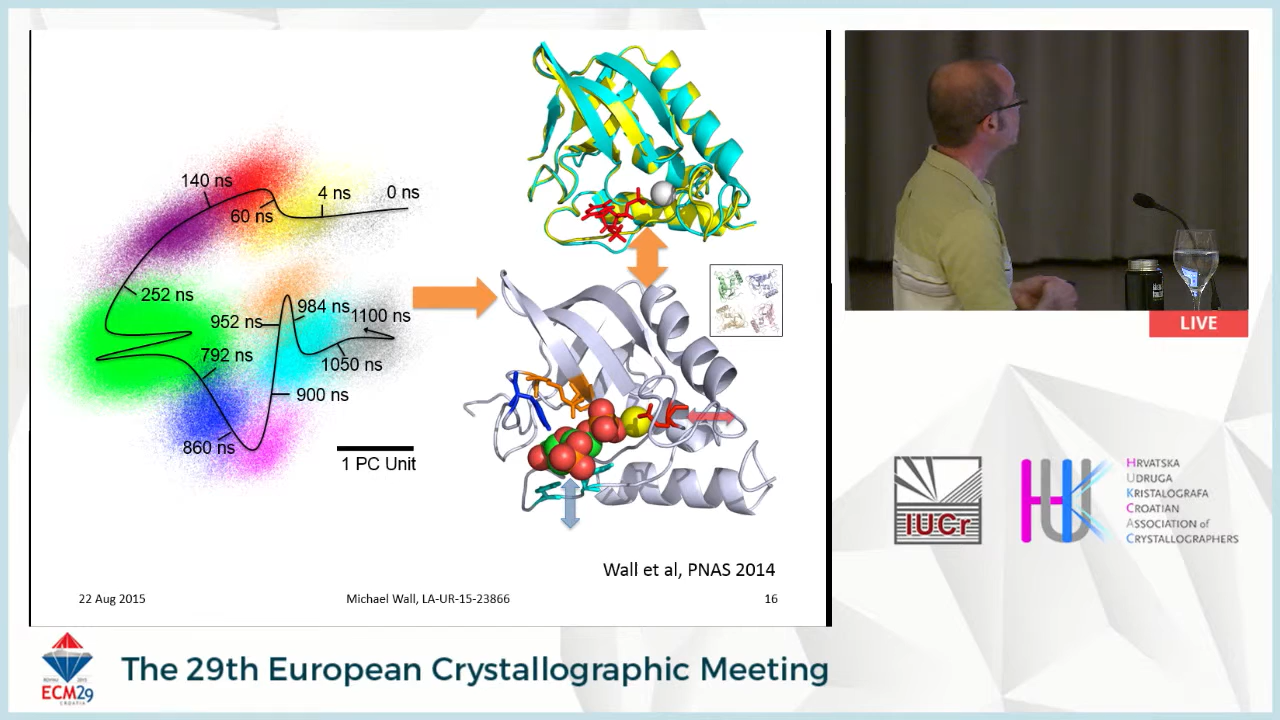 140 ns
4 ns
0 ns
60 ns
252 ns
952 ns
984 ns
1100 ns
792 ns
1050 ns
900 ns
860 ns
1 PC Unit
Wall et al, PNAS 2014
22 Aug 2015
Michael Wall, LA-UR-15-23866
16
LIVE
IUCr
HUK
HRVATSKA
UDRUGA
KRISTALOGRAFA
CROATIAN
ASSOCIATION of
CRYSTALLOGRAPHERS
ECM29
CROATIA
The 29th European Crystallographic Meeting